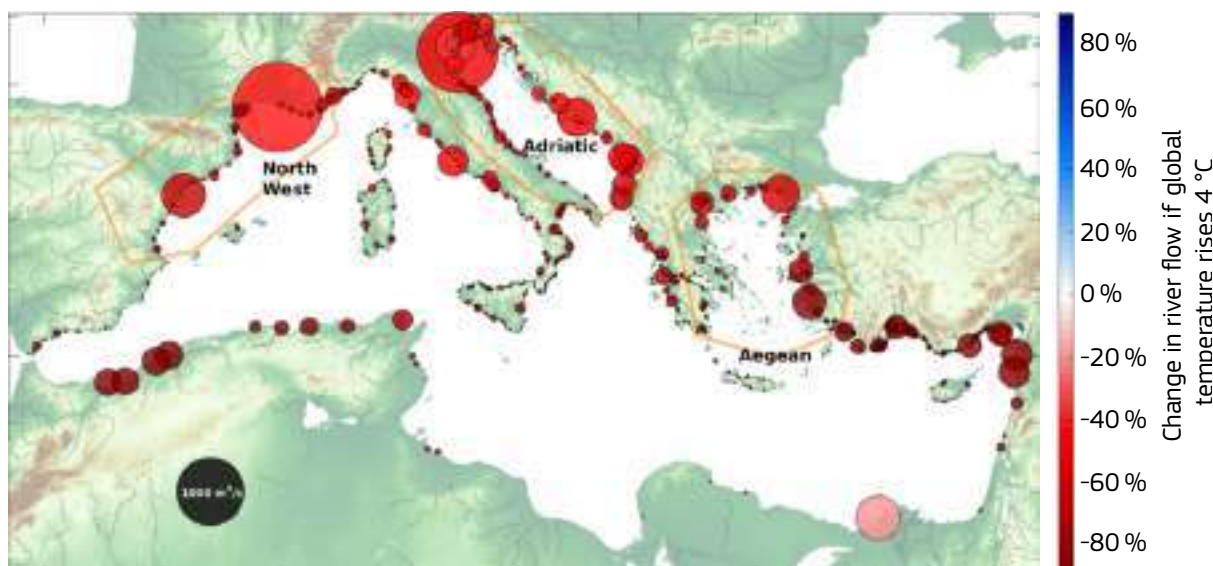 North
West
Adriatic
Aegean
1000 m³/s
80 %
60 %
40 %
20 %
0 %
-20 %
-40 %
-60 %
-80 %
Change in river flow if global
temperature rises 4 °C